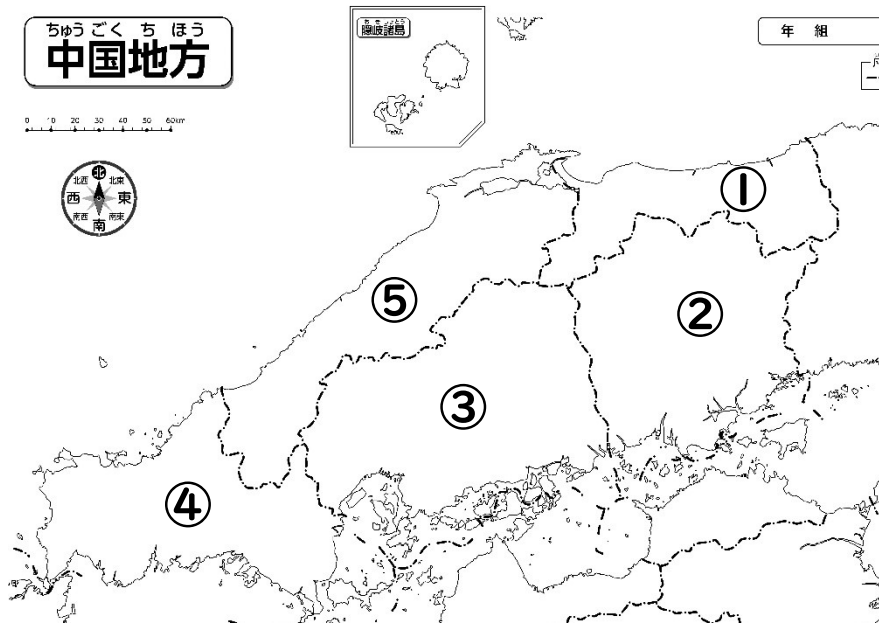 ちゅうごくちほう
中国地方
0 10 20 30 40 50 60km
北
北西 北東
西 東
南西 南東
南
隠岐諸島
年 組
①
②
③
④
⑤